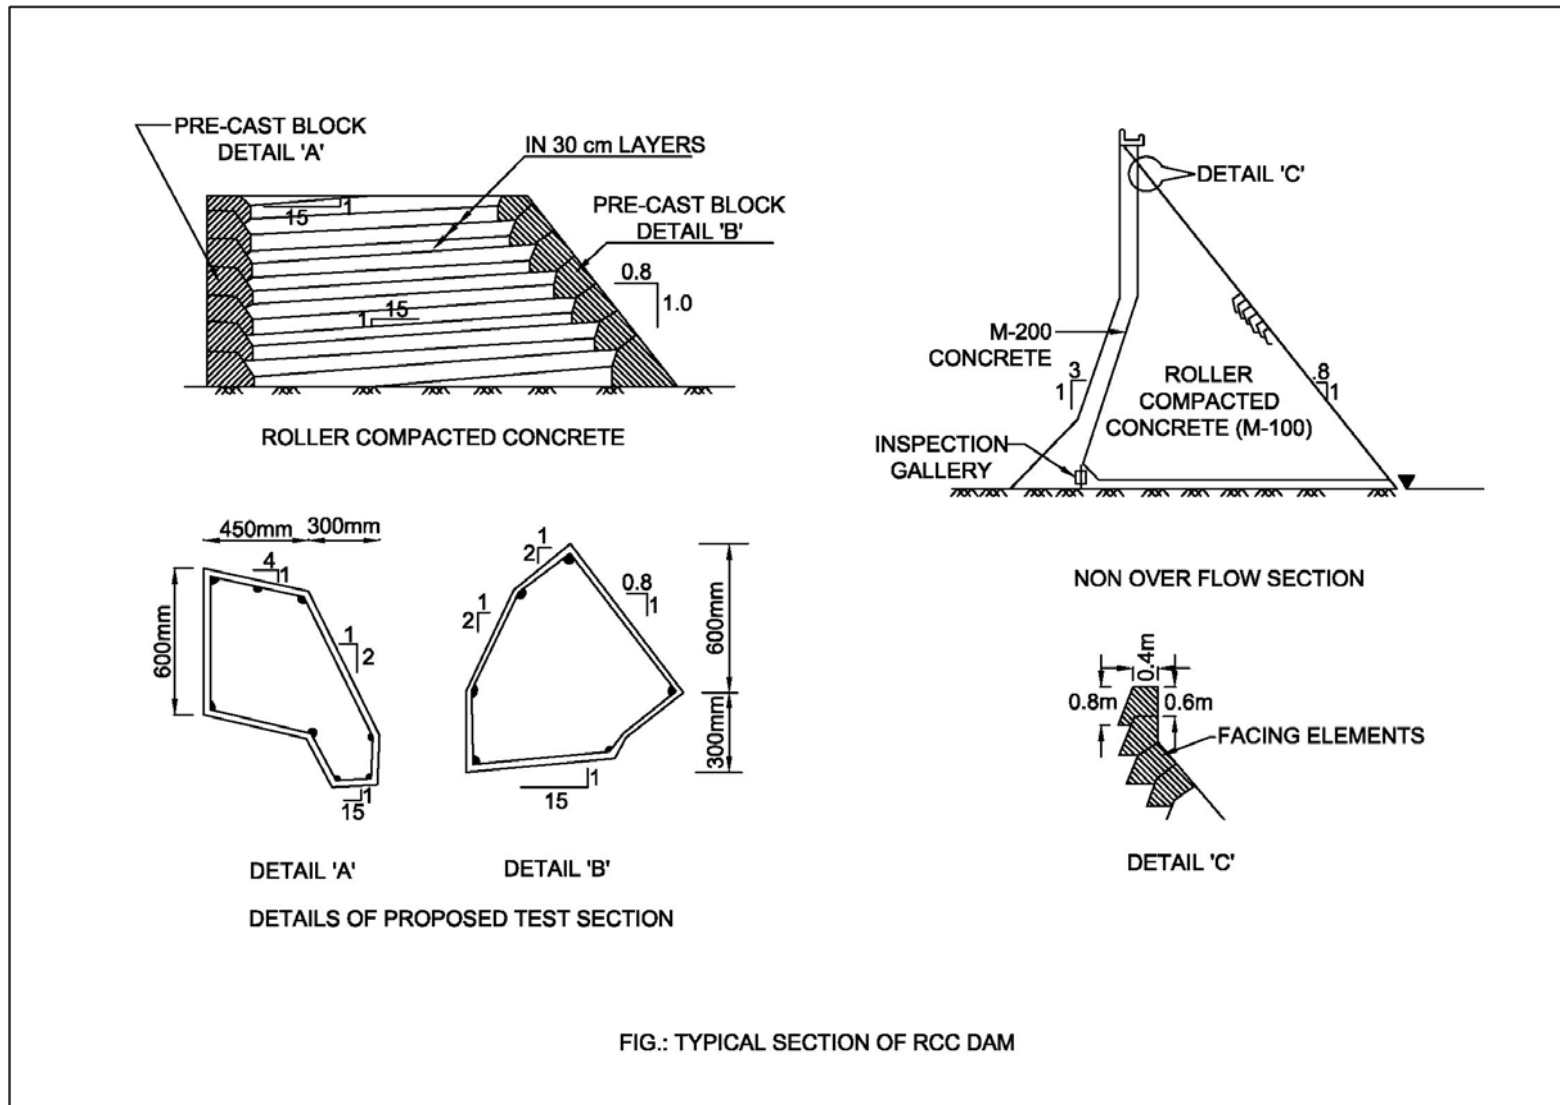 PRE-CAST BLOCK
DETAIL 'A'
IN 30 cm LAYERS
15
1
PRE-CAST BLOCK
DETAIL 'B'
0.8
1.0
1
15
ROLLER COMPACTED CONCRETE
DETAIL 'C'
M-200
CONCRETE
3
1
ROLLER
COMPACTED
CONCRETE (M-100)
.8
1
INSPECTION
GALLERY
NON OVER FLOW SECTION
450mm
300mm
4
1
600mm
1
2
15
1
DETAIL 'A'
1
2
1
2
0.8
1
600mm
300mm
1
15
DETAIL 'B'
DETAILS OF PROPOSED TEST SECTION
0.4m
0.8m
0.6m
FACING ELEMENTS
DETAIL 'C'
FIG.: TYPICAL SECTION OF RCC DAM